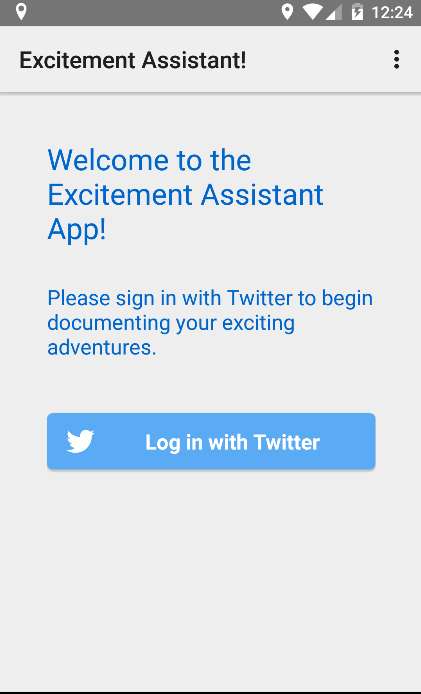 12:24
Excitement Assistant!
Welcome to the
Excitement Assistant
App!
Please sign in with Twitter to begin
documenting your exciting
adventures.
Log in with Twitter